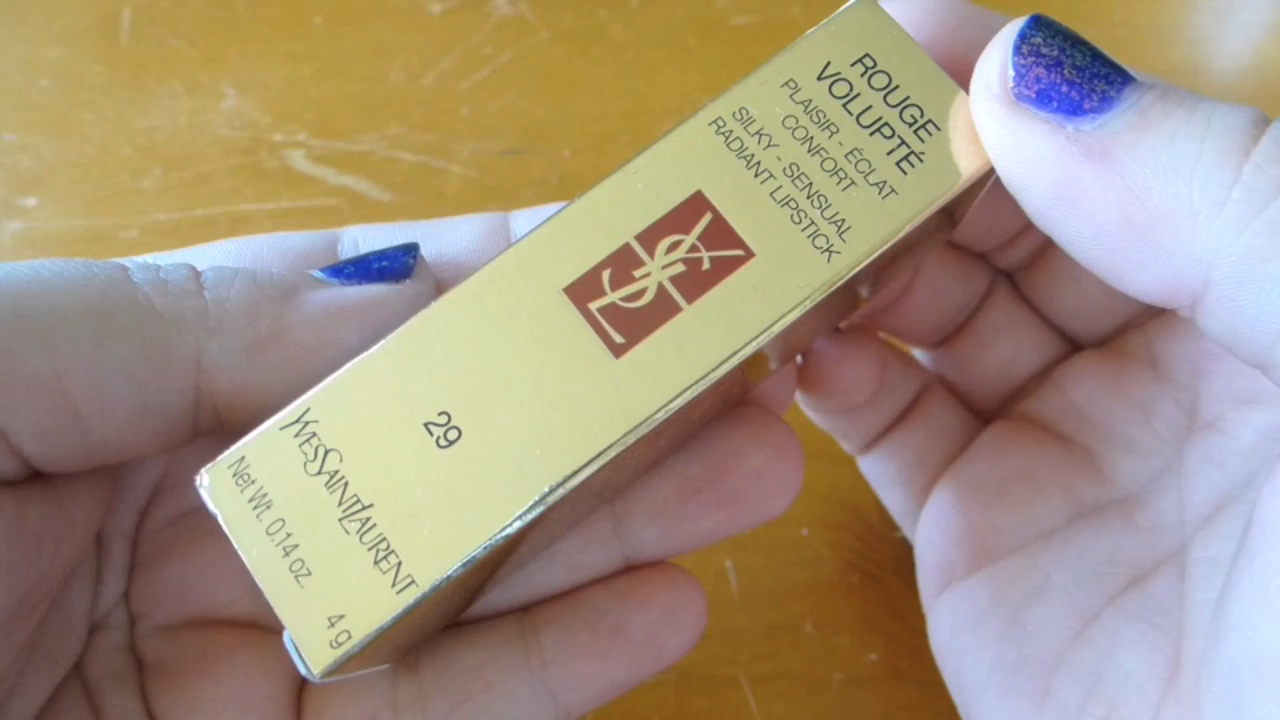 ROUGE
VOLUPTÉ
PLAISIR - ÉCLAT
CONFORT
SILKY - SENSUAL
RADIANT LIPSTICK
YSL
29
YVESSAINTLAURENT
Net Wt. 0.14 oz. 4 g